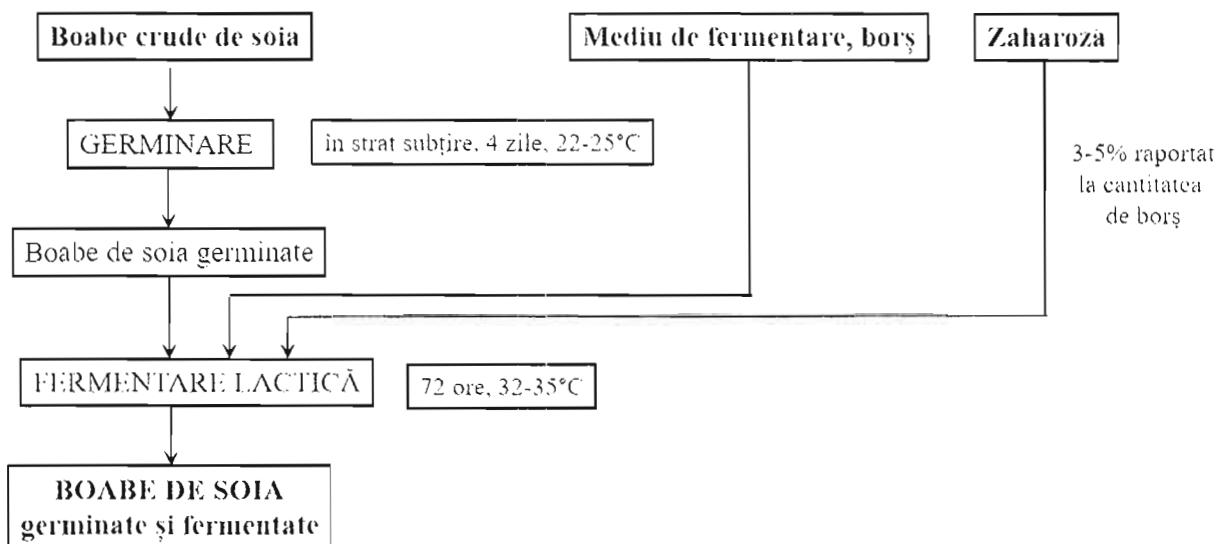 Boabe crude de soia
Mediu de fermentare, borș
Zaharoză
GERMINARE
în strat subțire, 4 zile, 22-25°C
3-5% raportat
la cantitatea
de borș
Boabe de soia germinate
FERMENTARE LACTICĂ
72 ore, 32-35°C
BOABE DE SOIA
germinate și fermentate